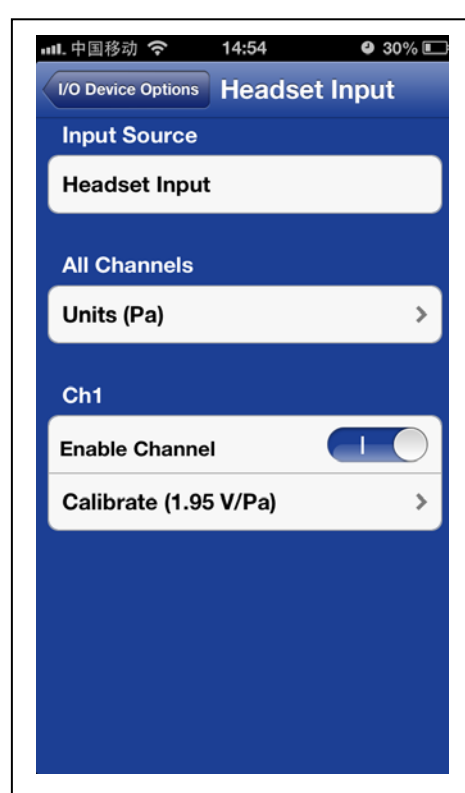 中国移动 14:54 30%
I/O Device Options Headset Input
Input Source
Headset Input
All Channels
Units (Pa)
Ch1
Enable Channel
Calibrate (1.95 V/Pa)